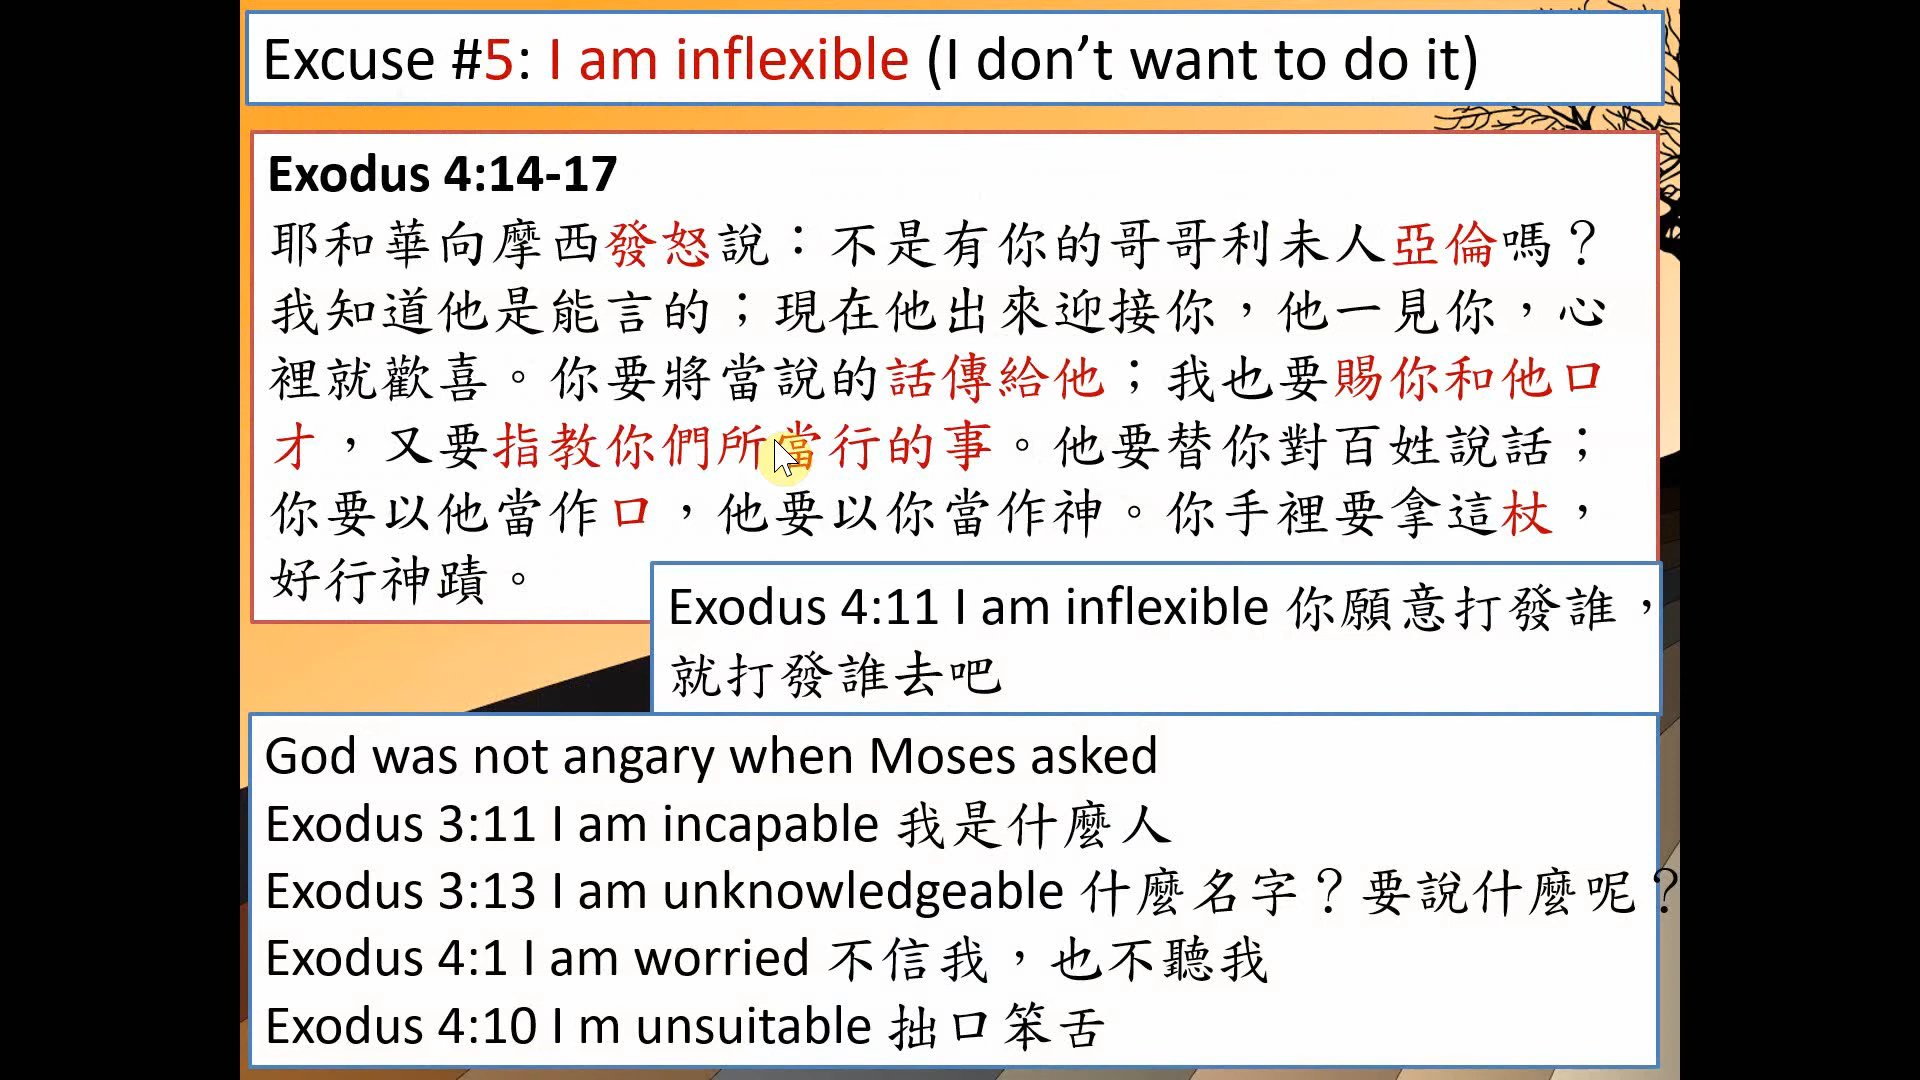 Excuse #5: I am inflexible (I don’t want to do it)
Exodus 4:14-17
耶和華向摩西發怒說：不是有你的哥哥利未人亞倫嗎？
我知道他是能言的；現在他出來迎接你，他一見你，心
裡就歡喜。你要將當說的話傳給他；我也要賜你和他口
才，又要指教你們所當行的事。他要替你對百姓說話；
你要以他當作口，他要以你當作神。你手裡要拿這杖，
好行神蹟。
Exodus 4:11 I am inflexible 你願意打發誰，
就打發誰去吧
God was not angary when Moses asked
Exodus 3:11 I am incapable 我是什麼人
Exodus 3:13 I am unknowledgeable 什麼名字？要說什麼呢？
Exodus 4:1 I am worried 不信我，也不聽我
Exodus 4:10 I m unsuitable 拙口笨舌